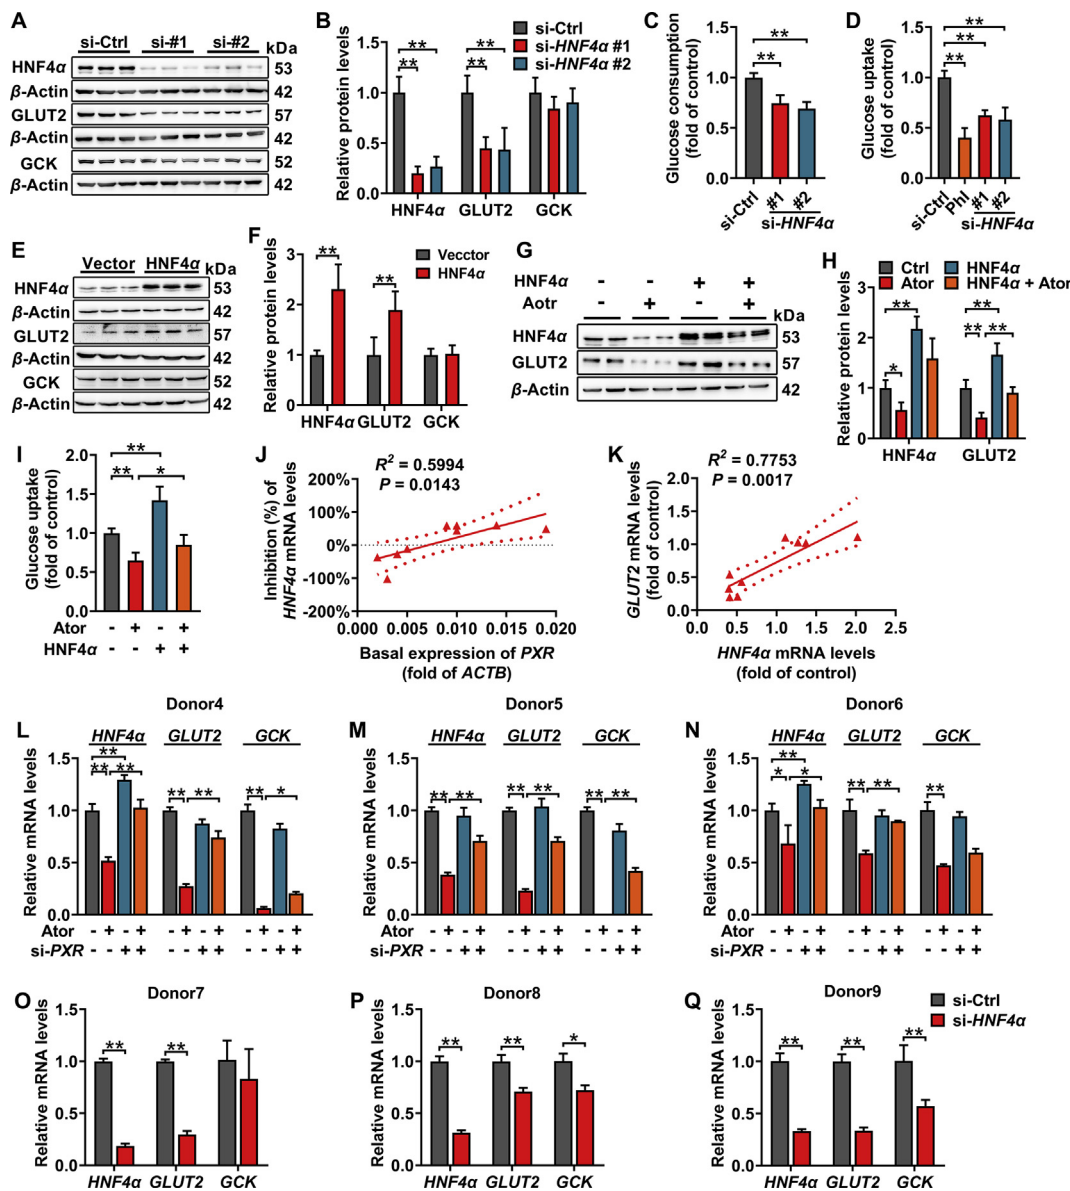 A
si-Ctrl si-#1 si-#2 kDa
HNF4α 53
β-Actin 42
GLUT2 57
β-Actin 42
GCK 52
β-Actin 42
B
Relative protein levels
1.5
1.0
0.5
0.0
** ** ** **
HNF4α GLUT2 GCK
si-Ctrl
si-HNF4α #1
si-HNF4α #2
C
Glucose consumption
(fold of control)
1.5
1.0
0.5
0.0
**
**
si-Ctrl #1 #2
si-HNF4α
D
Glucose uptake
(fold of control)
1.5
1.0
0.5
0.0
**
**
**
si-Ctrl Phl #1 #2
si-HNF4α
E
Vector HNF4α kDa
HNF4α 53
β-Actin 42
GLUT2 57
β-Actin 42
GCK 52
β-Actin 42
F
Relative protein levels
3
2
1
0
** **
Vecctor
HNF4α
HNF4α GLUT2 GCK
G
HNF4α - - + +
Aotr - + - +
kDa
HNF4α 53
GLUT2 57
β-Actin 42
H
Ctrl HNF4α
Ator HNF4α + Ator
Relative protein levels
3
2
1
0
** * ** ** **
HNF4α GLUT2
I
Glucose uptake
(fold of control)
2.0
1.5
1.0
0.5
0.0
**
** *
Ator - + - +
HNF4α - - + +
J
R² = 0.5994
P = 0.0143
Inhibition (%) of
HNF4α mRNA levels
200%
100%
0%
-100%
-200%
0.000 0.005 0.010 0.015 0.020
Basal expression of PXR
(fold of ACTB)
K
R² = 0.7753
P = 0.0017
GLUT2 mRNA levels
(fold of control)
2.0
1.5
1.0
0.5
0.0
0.0 0.5 1.0 1.5 2.0 2.5
HNF4α mRNA levels
(fold of control)
Donor4
L
HNF4α GLUT2 GCK
Relative mRNA levels
1.5
1.0
0.5
0.0
**
** ** ** ** ** *
Ator - + - + - + - + - + - +
si-PXR - - + + - - + + - - + +
Donor5
M
HNF4α GLUT2 GCK
Relative mRNA levels
1.5
1.0
0.5
0.0
** ** ** ** ** **
Ator - + - + - + - + - + - +
si-PXR - - + + - - + + - - + +
Donor6
N
HNF4α GLUT2 GCK
Relative mRNA levels
1.5
1.0
0.5
0.0
**
* * ** ** **
Ator - + - + - + - + - + - +
si-PXR - - + + - - + + - - + +
O
Donor7
Relative mRNA levels
1.5
1.0
0.5
0.0
** **
HNF4α GLUT2 GCK
P
Donor8
Relative mRNA levels
1.5
1.0
0.5
0.0
** ** *
HNF4α GLUT2 GCK
Q
Donor9
Relative mRNA levels
1.5
1.0
0.5
0.0
** ** **
HNF4α GLUT2 GCK
si-Ctrl
si-HNF4α